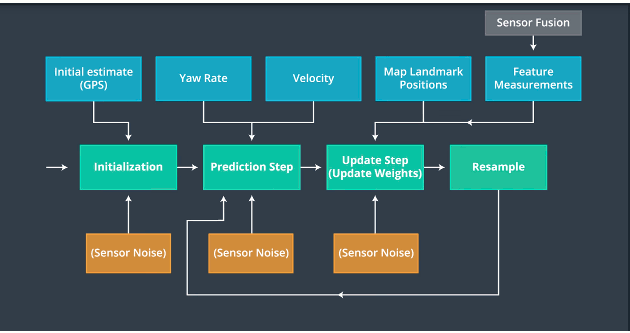 Sensor Fusion
Initial estimate
(GPS)
Yaw Rate
Velocity
Map Landmark
Positions
Feature
Measurements
Initialization
Prediction Step
Update Step
(Update Weights)
Resample
(Sensor Noise)
(Sensor Noise)
(Sensor Noise)